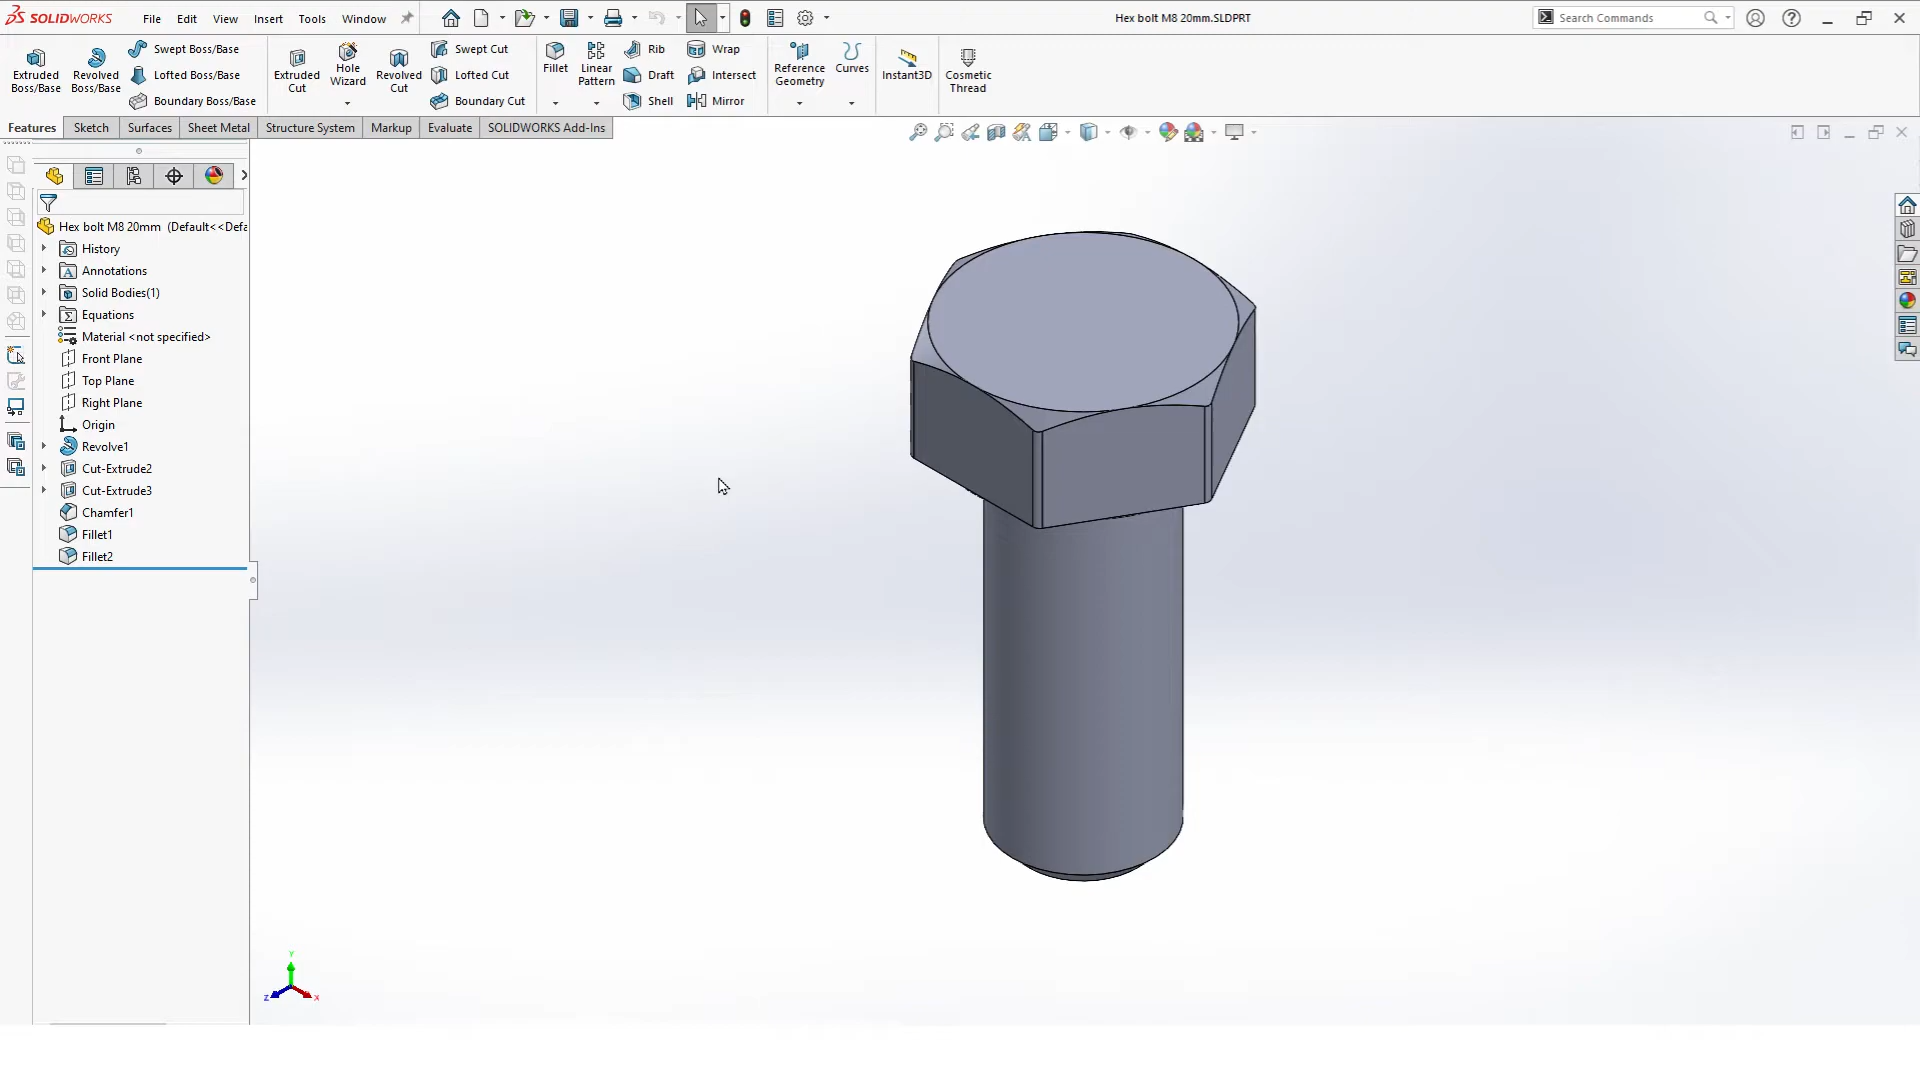 SOLIDWORKS File Edit View Insert Tools Window Hex bolt M8 20mm.SLDPRT Search Commands
Extruded Boss/Base
Revolved Boss/Base
Swept Boss/Base
Lofted Boss/Base
Boundary Boss/Base
Extruded Cut
Hole Wizard
Revolved Cut
Swept Cut
Lofted Cut
Boundary Cut
Fillet
Linear Pattern
Rib
Draft
Shell
Wrap
Intersect
Mirror
Reference Geometry
Curves
Instant3D
Cosmetic Thread
Features Sketch Surfaces Sheet Metal Structure System Markup Evaluate SOLIDWORKS Add-Ins
Hex bolt M8 20mm (Default<<Defa
History
Annotations
Solid Bodies(1)
Equations
Material <not specified>
Front Plane
Top Plane
Right Plane
Origin
Revolve1
Cut-Extrude2
Cut-Extrude3
Chamfer1
Fillet1
Fillet2
Y
Z X